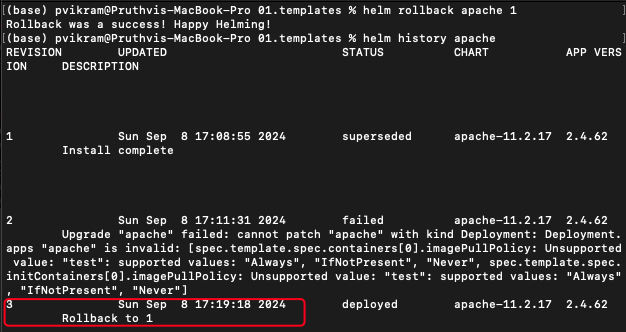 (base) pvikram@Pruthvis-MacBook-Pro 01.templates % helm rollback apache 1
Rollback was a success! Happy Helming!
(base) pvikram@Pruthvis-MacBook-Pro 01.templates % helm history apache
REVISION UPDATED STATUS CHART APP VERS
ION DESCRIPTION
1 Sun Sep 8 17:08:55 2024 superseded apache-11.2.17 2.4.62
Install complete
2 Sun Sep 8 17:11:31 2024 failed apache-11.2.17 2.4.62
Upgrade "apache" failed: cannot patch "apache" with kind Deployment: Deployment.
apps "apache" is invalid: [spec.template.spec.containers[0].imagePullPolicy: Unsupported
value: "test": supported values: "Always", "IfNotPresent", "Never", spec.template.spec.
initContainers[0].imagePullPolicy: Unsupported value: "test": supported values: "Always"
, "IfNotPresent", "Never"]
3 Sun Sep 8 17:19:18 2024 deployed apache-11.2.17 2.4.62
Rollback to 1